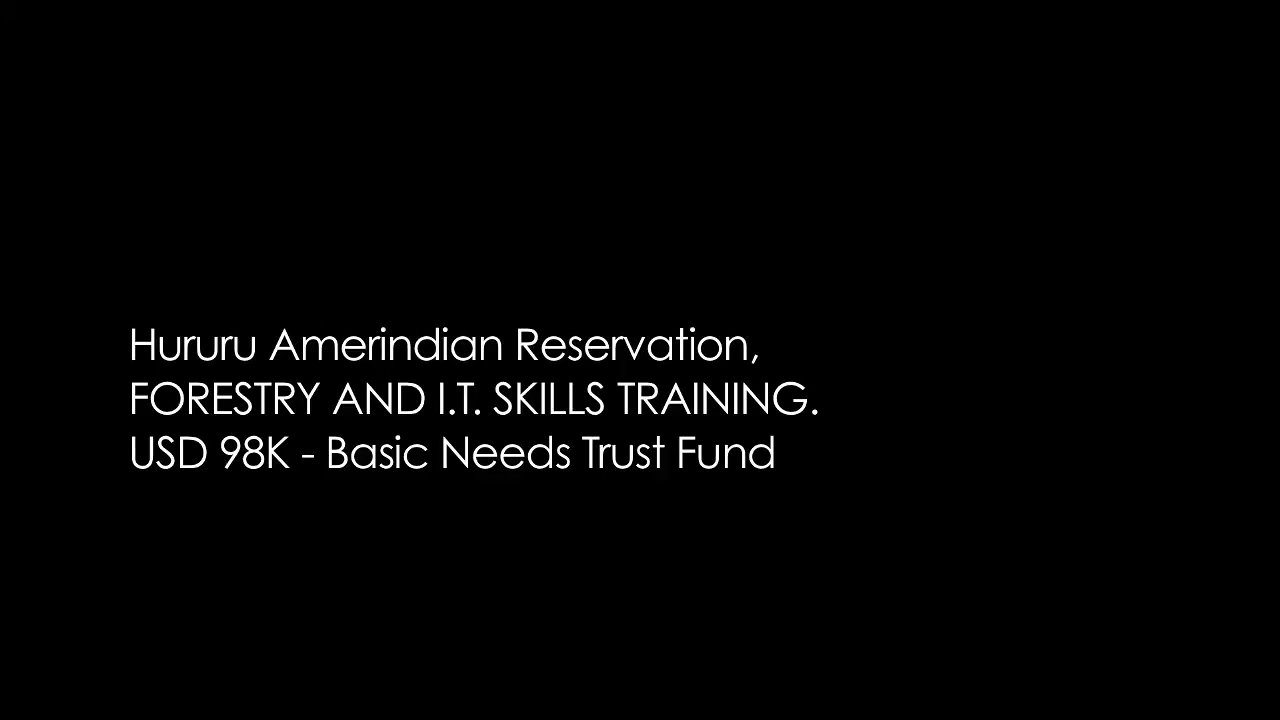 Hururu Amerindian Reservation,
FORESTRY AND I.T. SKILLS TRAINING.
USD 98K - Basic Needs Trust Fund